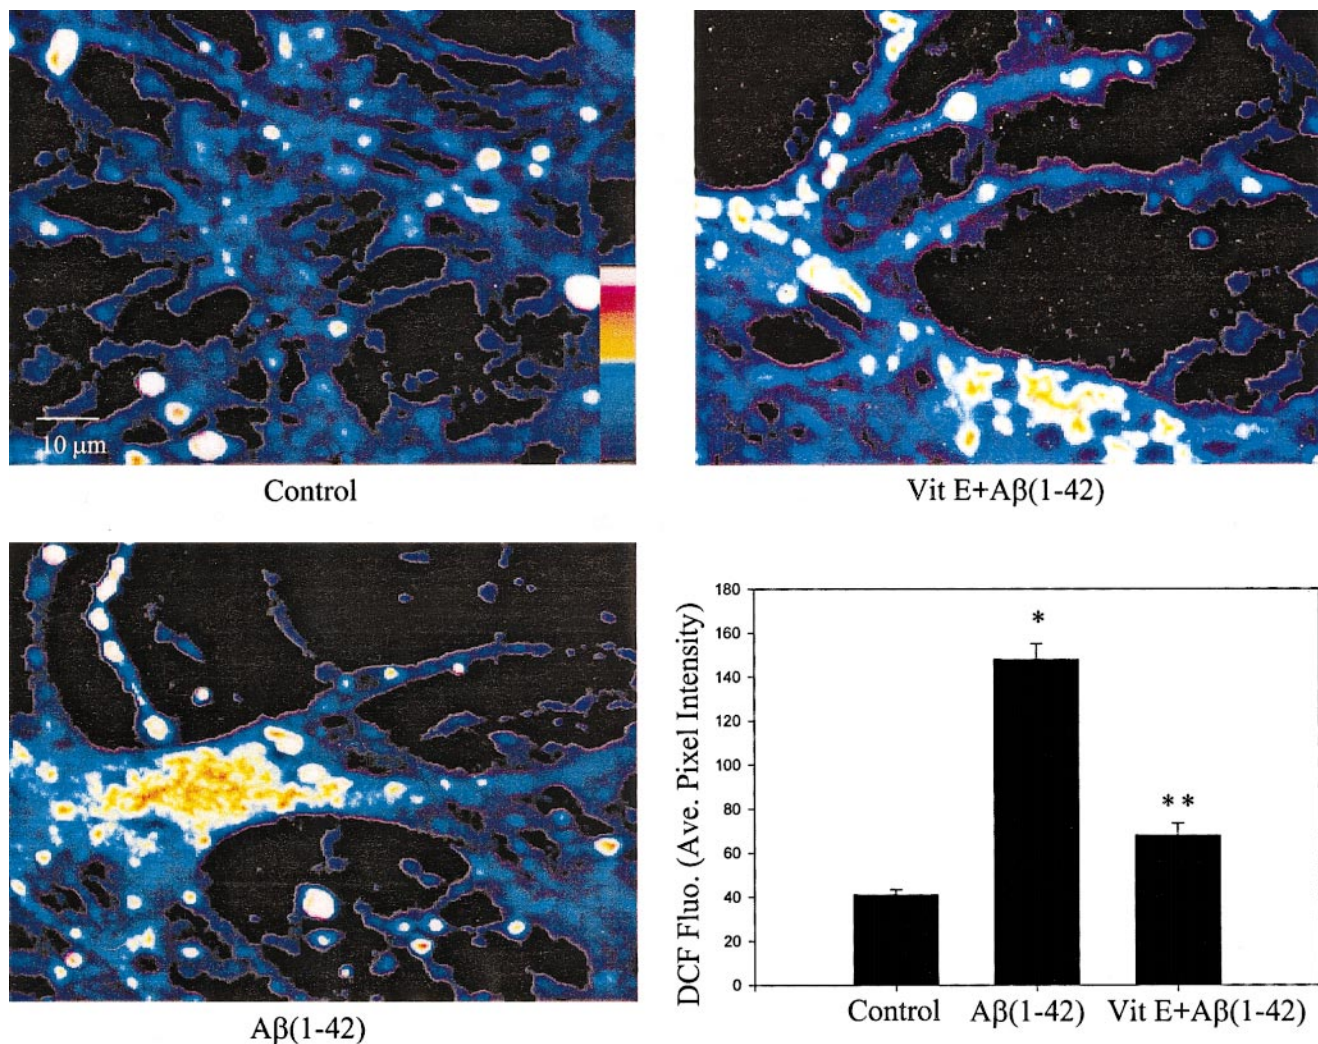 10 μm
Control
Vit E+Aβ(1-42)
Aβ(1-42)
DCF Fluo. (Ave. Pixel Intensity)
180
160
140
120
100
80
60
40
20
0
*
**
Control
Aβ(1-42)
Vit E+Aβ(1-42)